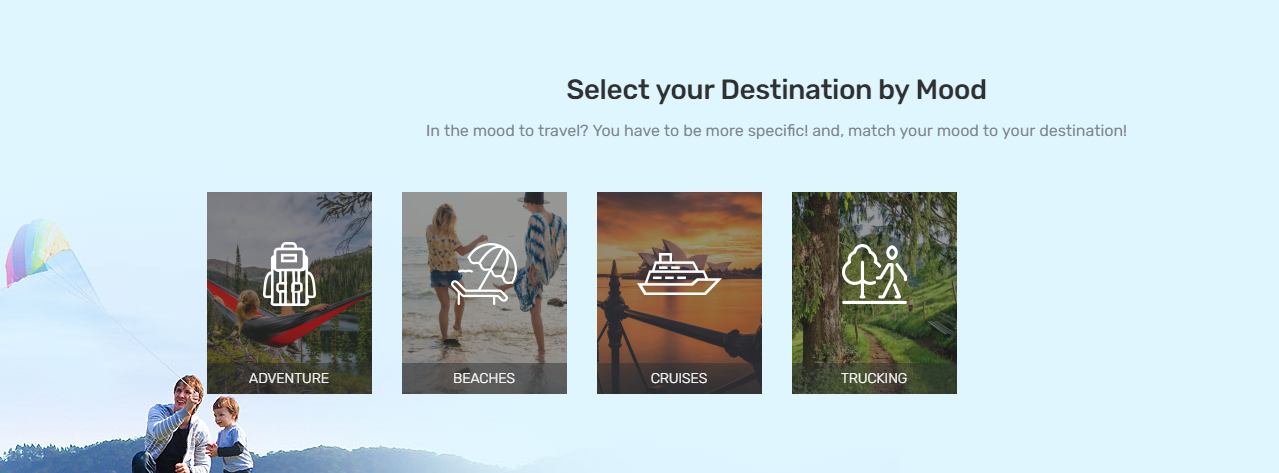 Select your Destination by Mood
In the mood to travel? You have to be more specific! and, match your mood to your destination!
ADVENTURE
BEACHES
CRUISES
TRUCKING